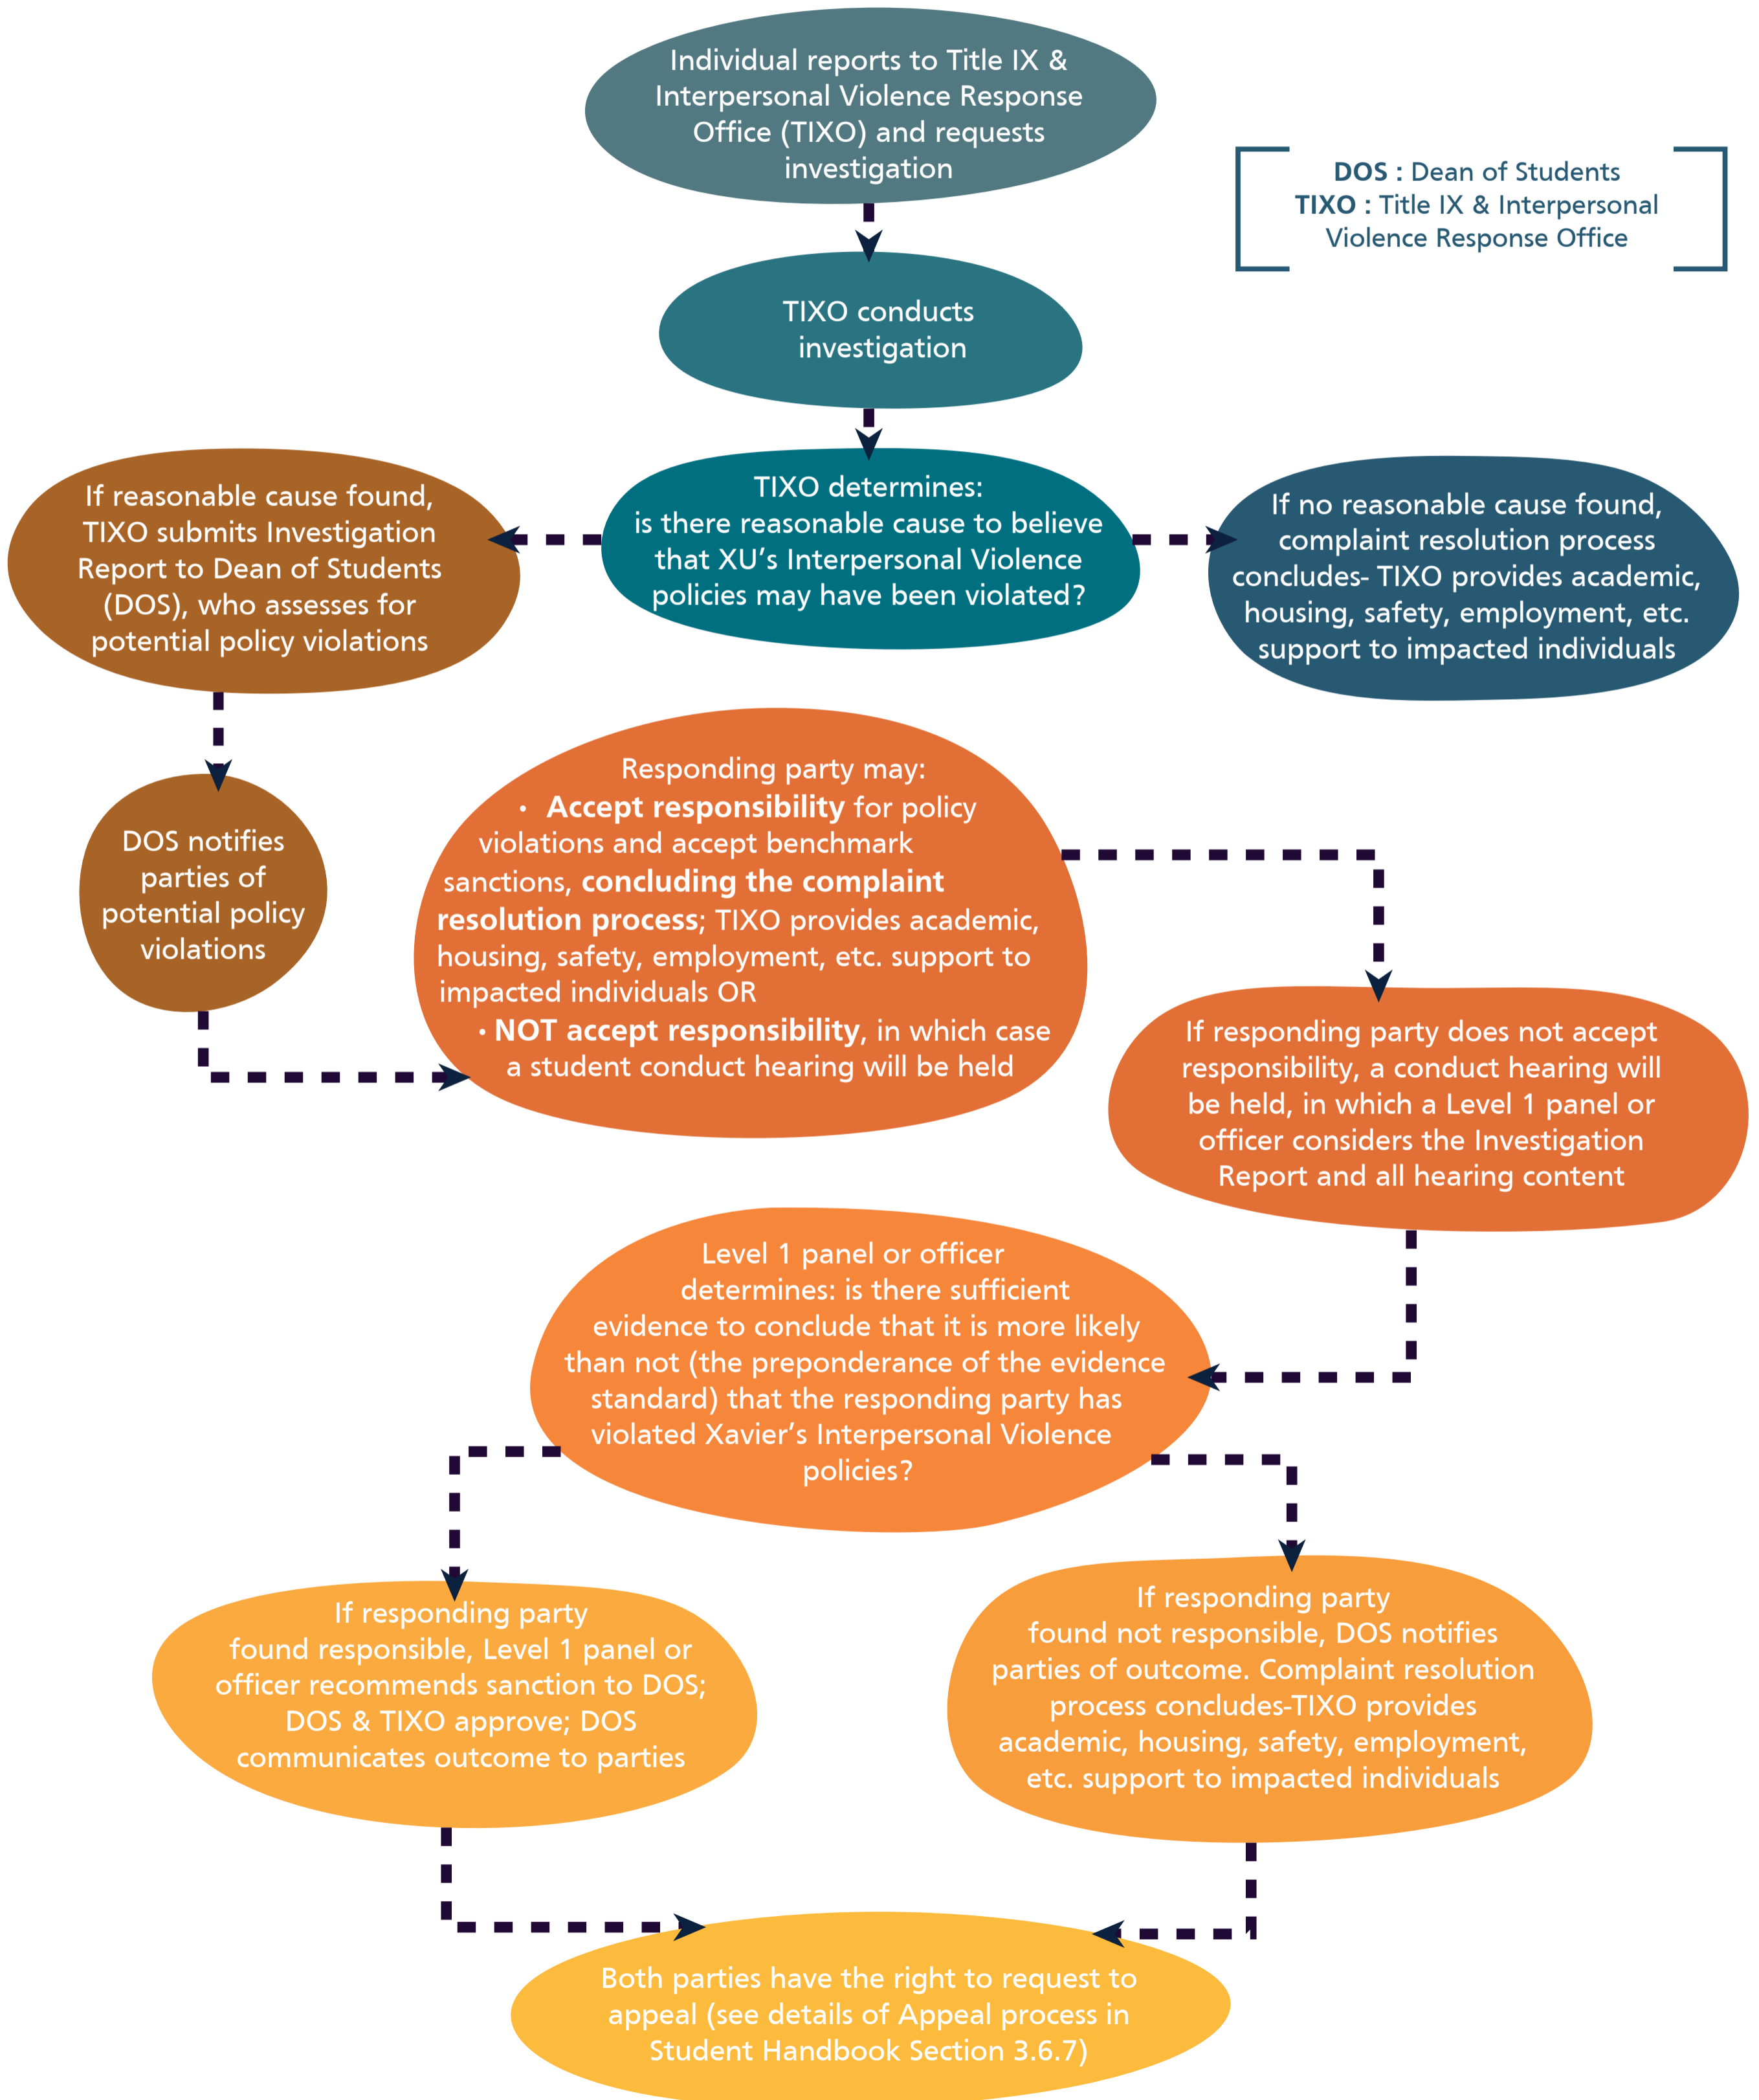 Individual reports to Title IX &
Interpersonal Violence Response
Office (TIXO) and requests
investigation
DOS : Dean of Students
TIXO : Title IX & Interpersonal
Violence Response Office
TIXO conducts
investigation
If reasonable cause found,
TIXO submits Investigation
Report to Dean of Students
(DOS), who assesses for
potential policy violations
TIXO determines:
is there reasonable cause to believe
that XU’s Interpersonal Violence
policies may have been violated?
If no reasonable cause found,
complaint resolution process
concludes- TIXO provides academic,
housing, safety, employment, etc.
support to impacted individuals
DOS notifies
parties of
potential policy
violations
Responding party may:
• Accept responsibility for policy
violations and accept benchmark
sanctions, concluding the complaint
resolution process; TIXO provides academic,
housing, safety, employment, etc. support to
impacted individuals OR
• NOT accept responsibility, in which case
a student conduct hearing will be held
If responding party does not accept
responsibility, a conduct hearing will
be held, in which a Level 1 panel or
officer considers the Investigation
Report and all hearing content
Level 1 panel or officer
determines: is there sufficient
evidence to conclude that it is more likely
than not (the preponderance of the evidence
standard) that the responding party has
violated Xavier’s Interpersonal Violence
policies?
If responding party
found responsible, Level 1 panel or
officer recommends sanction to DOS;
DOS & TIXO approve; DOS
communicates outcome to parties
If responding party
found not responsible, DOS notifies
parties of outcome. Complaint resolution
process concludes-TIXO provides
academic, housing, safety, employment,
etc. support to impacted individuals
Both parties have the right to request to
appeal (see details of Appeal process in
Student Handbook Section 3.6.7)